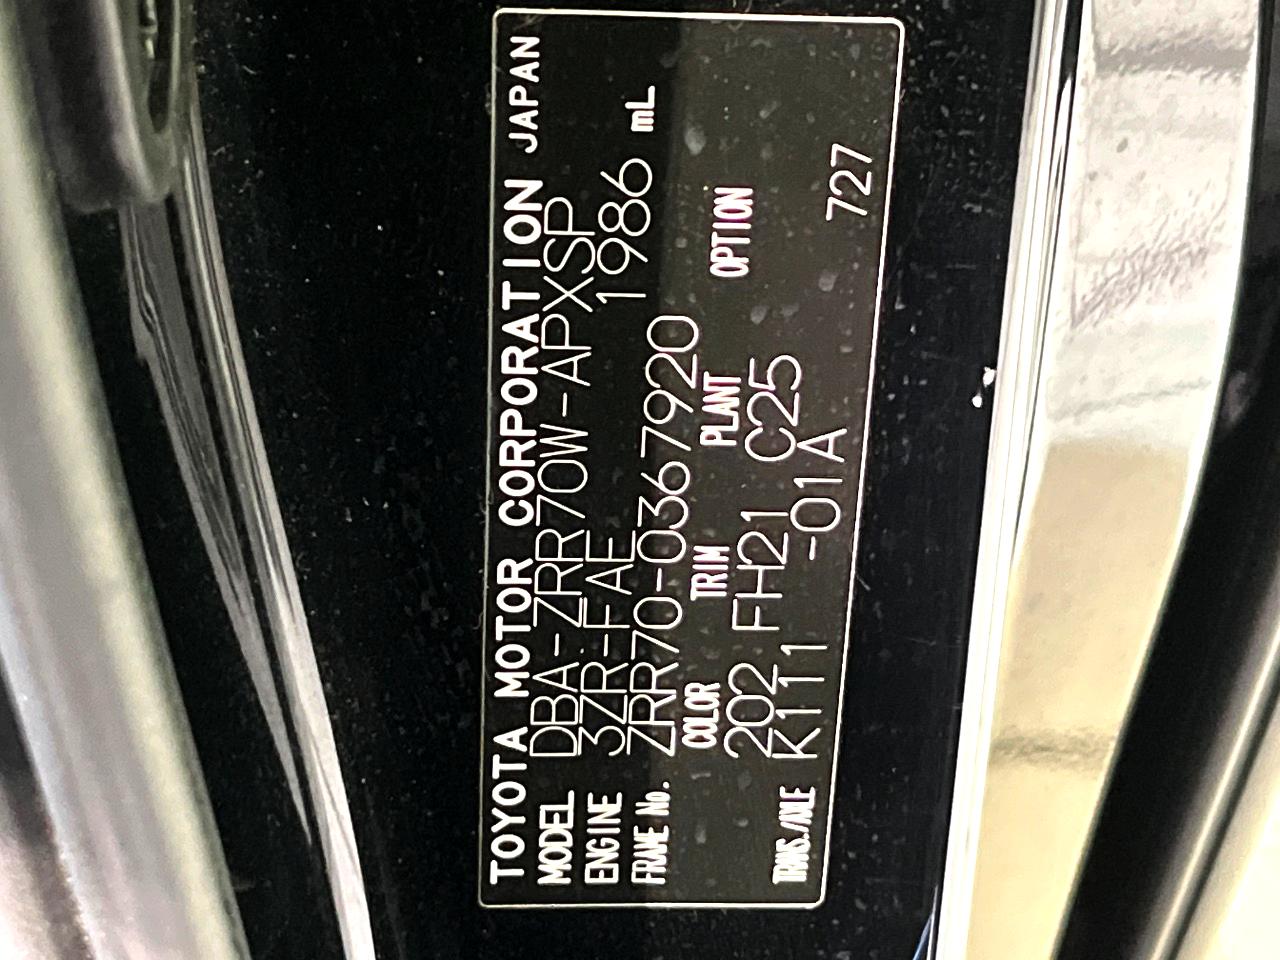 TOYOTA MOTOR CORPORATION JAPAN
MODEL DBA-ZRR70W-APXSP
ENGINE 3ZR-FAE 1986 mL
FRAME No. ZRR70-0367920
COLOR TRIM PLANT OPTION
202 FH21 C25
TRANS./AXLE K111 -01A 727